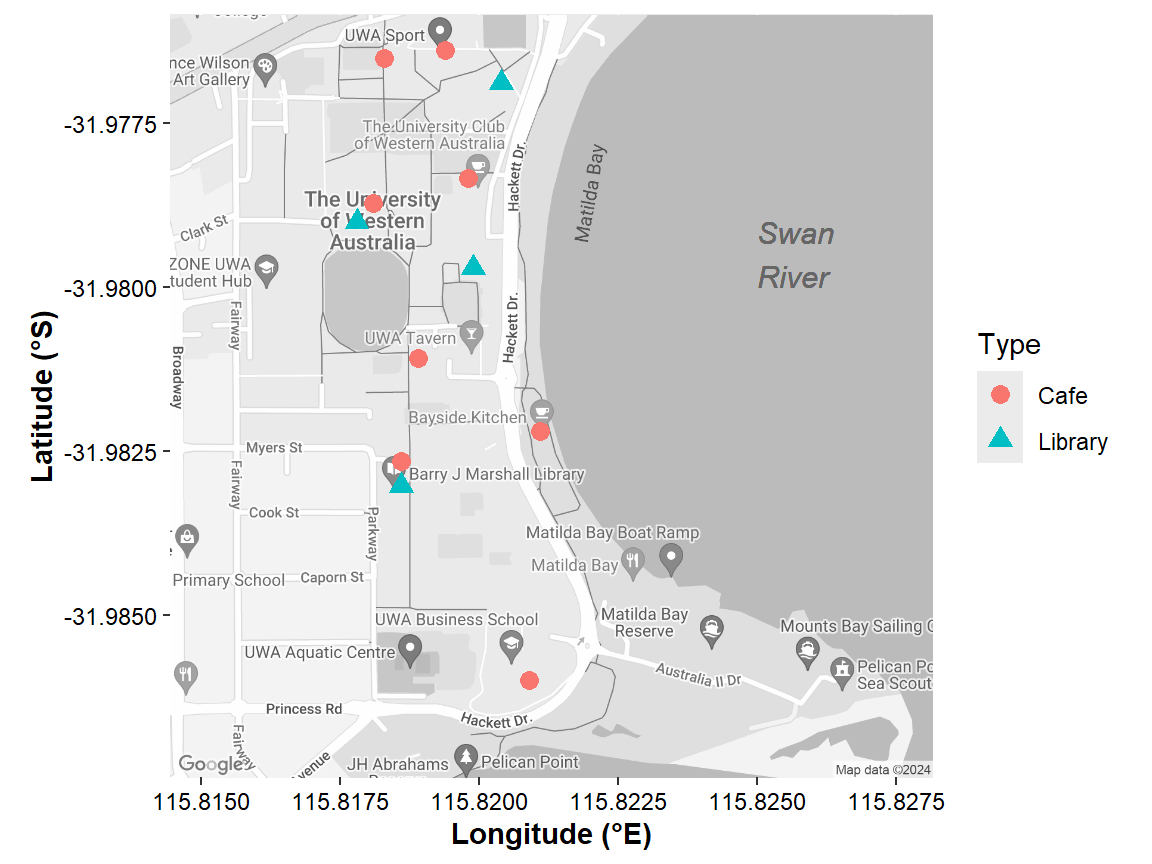 College
UWA Sport
nce Wilson
Art Gallery
-31.9775
The University Club
of Western Australia
Hackett Dr.
Matilda Bay
The University
of Western
Australia
Clark St
Swan
River
ZONE UWA
tudent Hub
-31.9800
Fairway
Hackett Dr.
UWA Tavern
Broadway
Bayside Kitchen
Myers St
-31.9825
Barry J Marshall Library
Fairway
Cook St
Parkway
Matilda Bay Boat Ramp
Matilda Bay
Primary School
Caporn St
-31.9850
UWA Business School
Matilda Bay
Reserve
Mounts Bay Sailing C
UWA Aquatic Centre
Australia II Dr
Pelican Po
Sea Scout
Princess Rd
Hackett Dr.
Fairway
venue
JH Abrahams
Reserve
Pelican Point
Google
Map data ©2024
115.8150
115.8175
115.8200
115.8225
115.8250
115.8275
Longitude (°E)
Latitude (°S)
Type
Cafe
Library